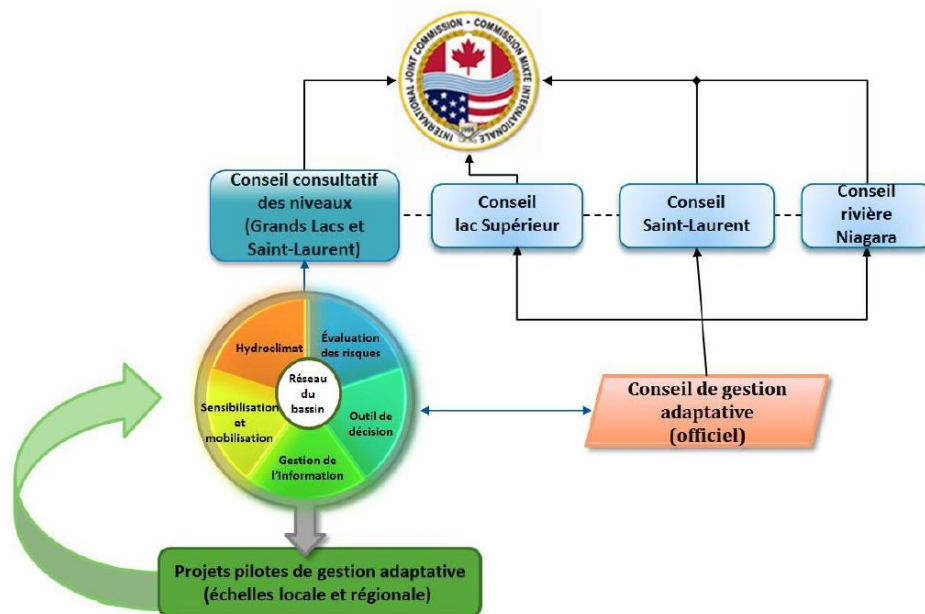 INTERNATIONAL JOINT COMMISSION • COMMISSION MIXTE INTERNATIONALE
Conseil consultatif
des niveaux
(Grands Lacs et
Saint-Laurent)
Conseil
lac Supérieur
Conseil
Saint-Laurent
Conseil
rivière
Niagara
Hydroclimat
Évaluation
des risques
Réseau
du
bassin
Sensibilisation
et
mobilisation
Outil de
décision
Gestion de
l'information
Conseil de gestion
adaptative
(officiel)
Projets pilotes de gestion adaptative
(échelles locale et régionale)